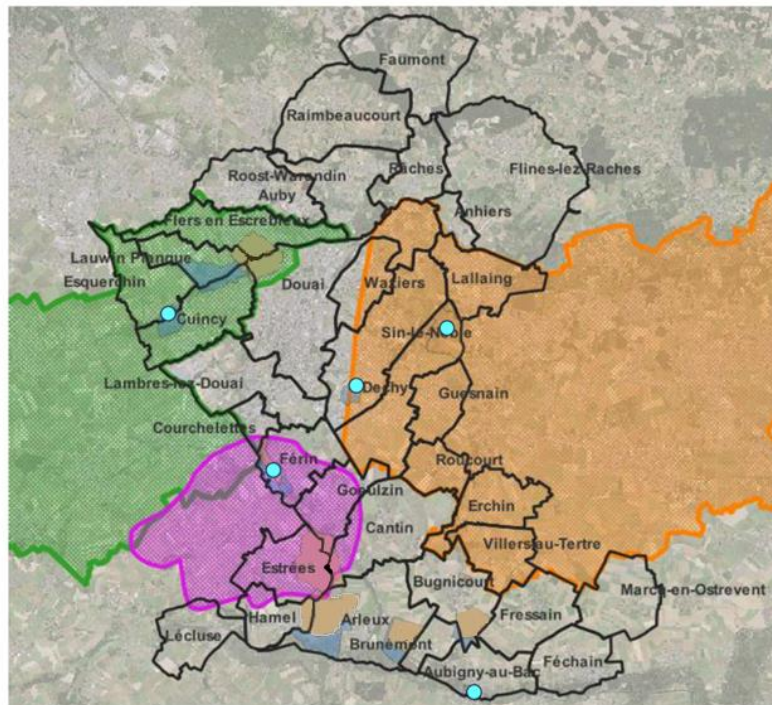 Faumont
Raimbeaucourt
Râches
Flines-lez-Raches
Roost-Warendin
Auby
Anhiers
Flers en Escrebieux
Lauwin Planque
Esquerchin
Douai
Waziers
Lallaing
Cuincy
Sin-le-Noble
Lambres-lez-Douai
Dechy
Guesnain
Courchelettes
Férin
Roucourt
Goeulzin
Erchin
Cantin
Villers-au-Tertre
Estrées
Bugnicourt
Marcq-en-Ostrevent
Hamel
Arleux
Fressain
Lécluse
Brunémont
Aubigny-au-Bac
Féchain